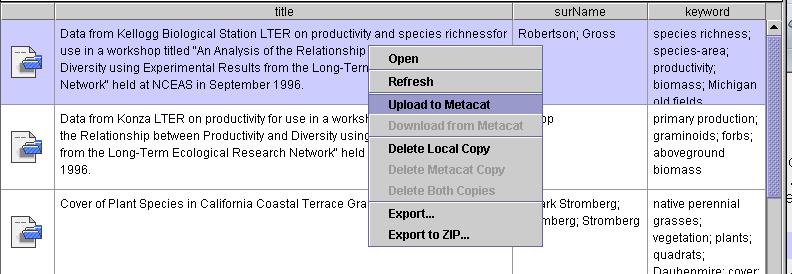 title surName keyword
Data from Kellogg Biological Station LTER on productivity and species richnessfor
use in a workshop titled "An Analysis of the Relationship
Diversity using Experimental Results from the Long-Term
Network" held at NCEAS in September 1996.
Robertson; Gross
species richness;
species-area;
productivity;
biomass; Michigan
old fields
Data from Konza LTER on productivity for use in a
the Relationship between Productivity and Diversity using
from the Long-Term Ecological Research Network" held
1996.
primary production;
graminoids; forbs;
aboveground
biomass
Cover of Plant Species in California Coastal Terrace
Stromberg;
Stromberg
native perennial
grasses;
vegetation; plants;
quadrats;
Daubenmire; cover;
Open
Refresh
Upload to Metacat
Download from Metacat
Delete Local Copy
Delete Metacat Copy
Delete Both Copies
Export...
Export to ZIP...